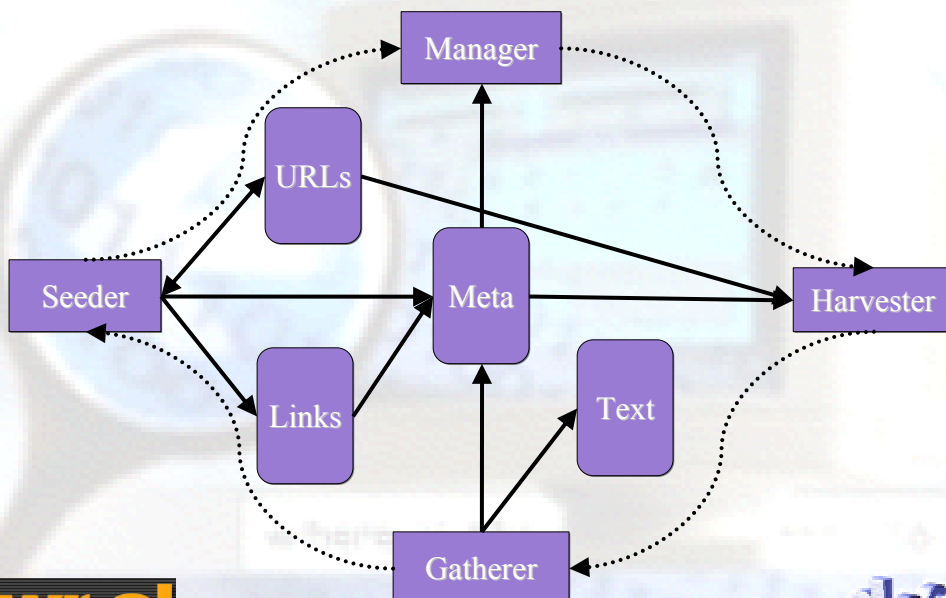 Manager
URLs
Seeder
Meta
Harvester
Links
Text
Gatherer